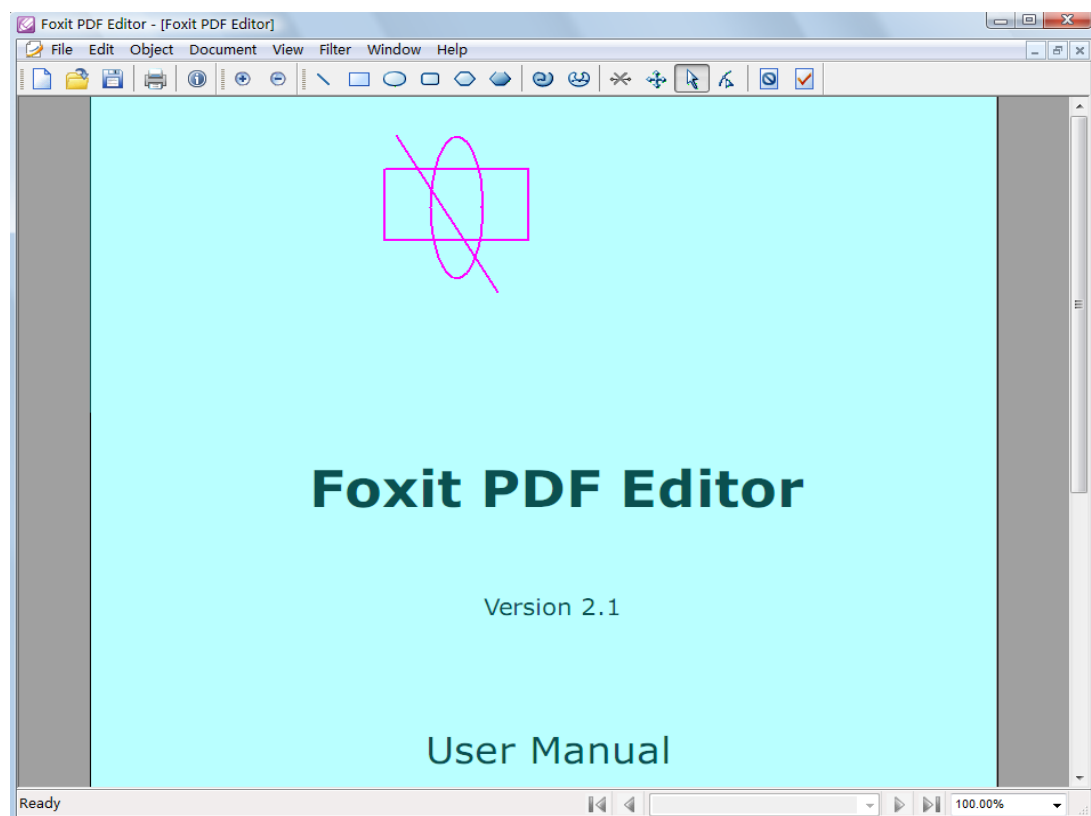 Foxit PDF Editor - [Foxit PDF Editor]
File Edit Object Document View Filter Window Help
Foxit PDF Editor
Version 2.1
User Manual
Ready 100.00%